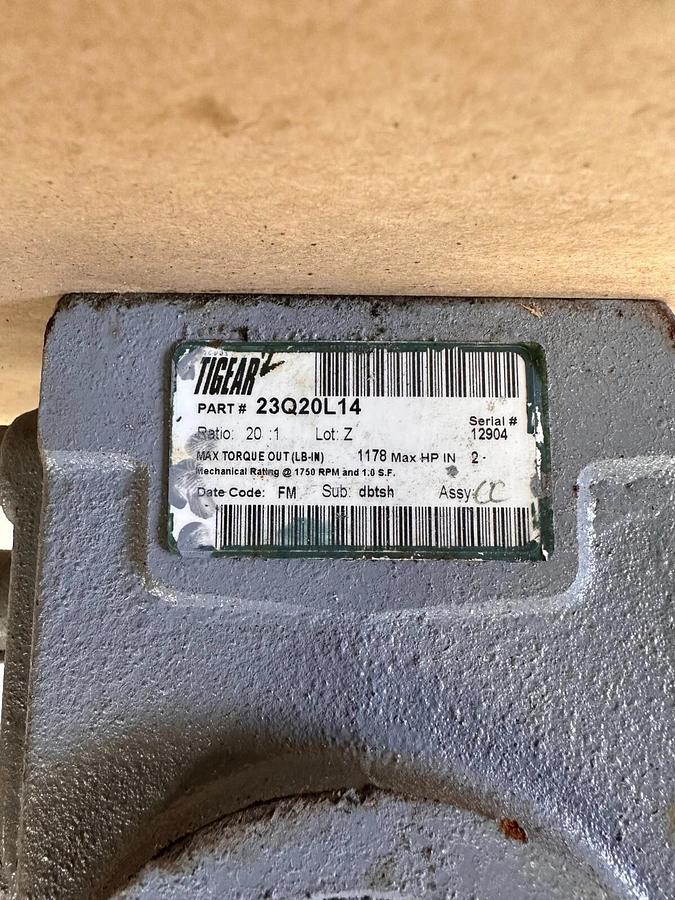 TIGEAR
PART # 23Q20L14
Ratio: 20 :1 Lot: Z Serial # 12904
MAX TORQUE OUT (LB-IN) 1178 Max HP IN 2 -
Mechanical Rating @ 1750 RPM and 1.0 S.F.
Date Code: FM Sub: dbtsh Assy: CC